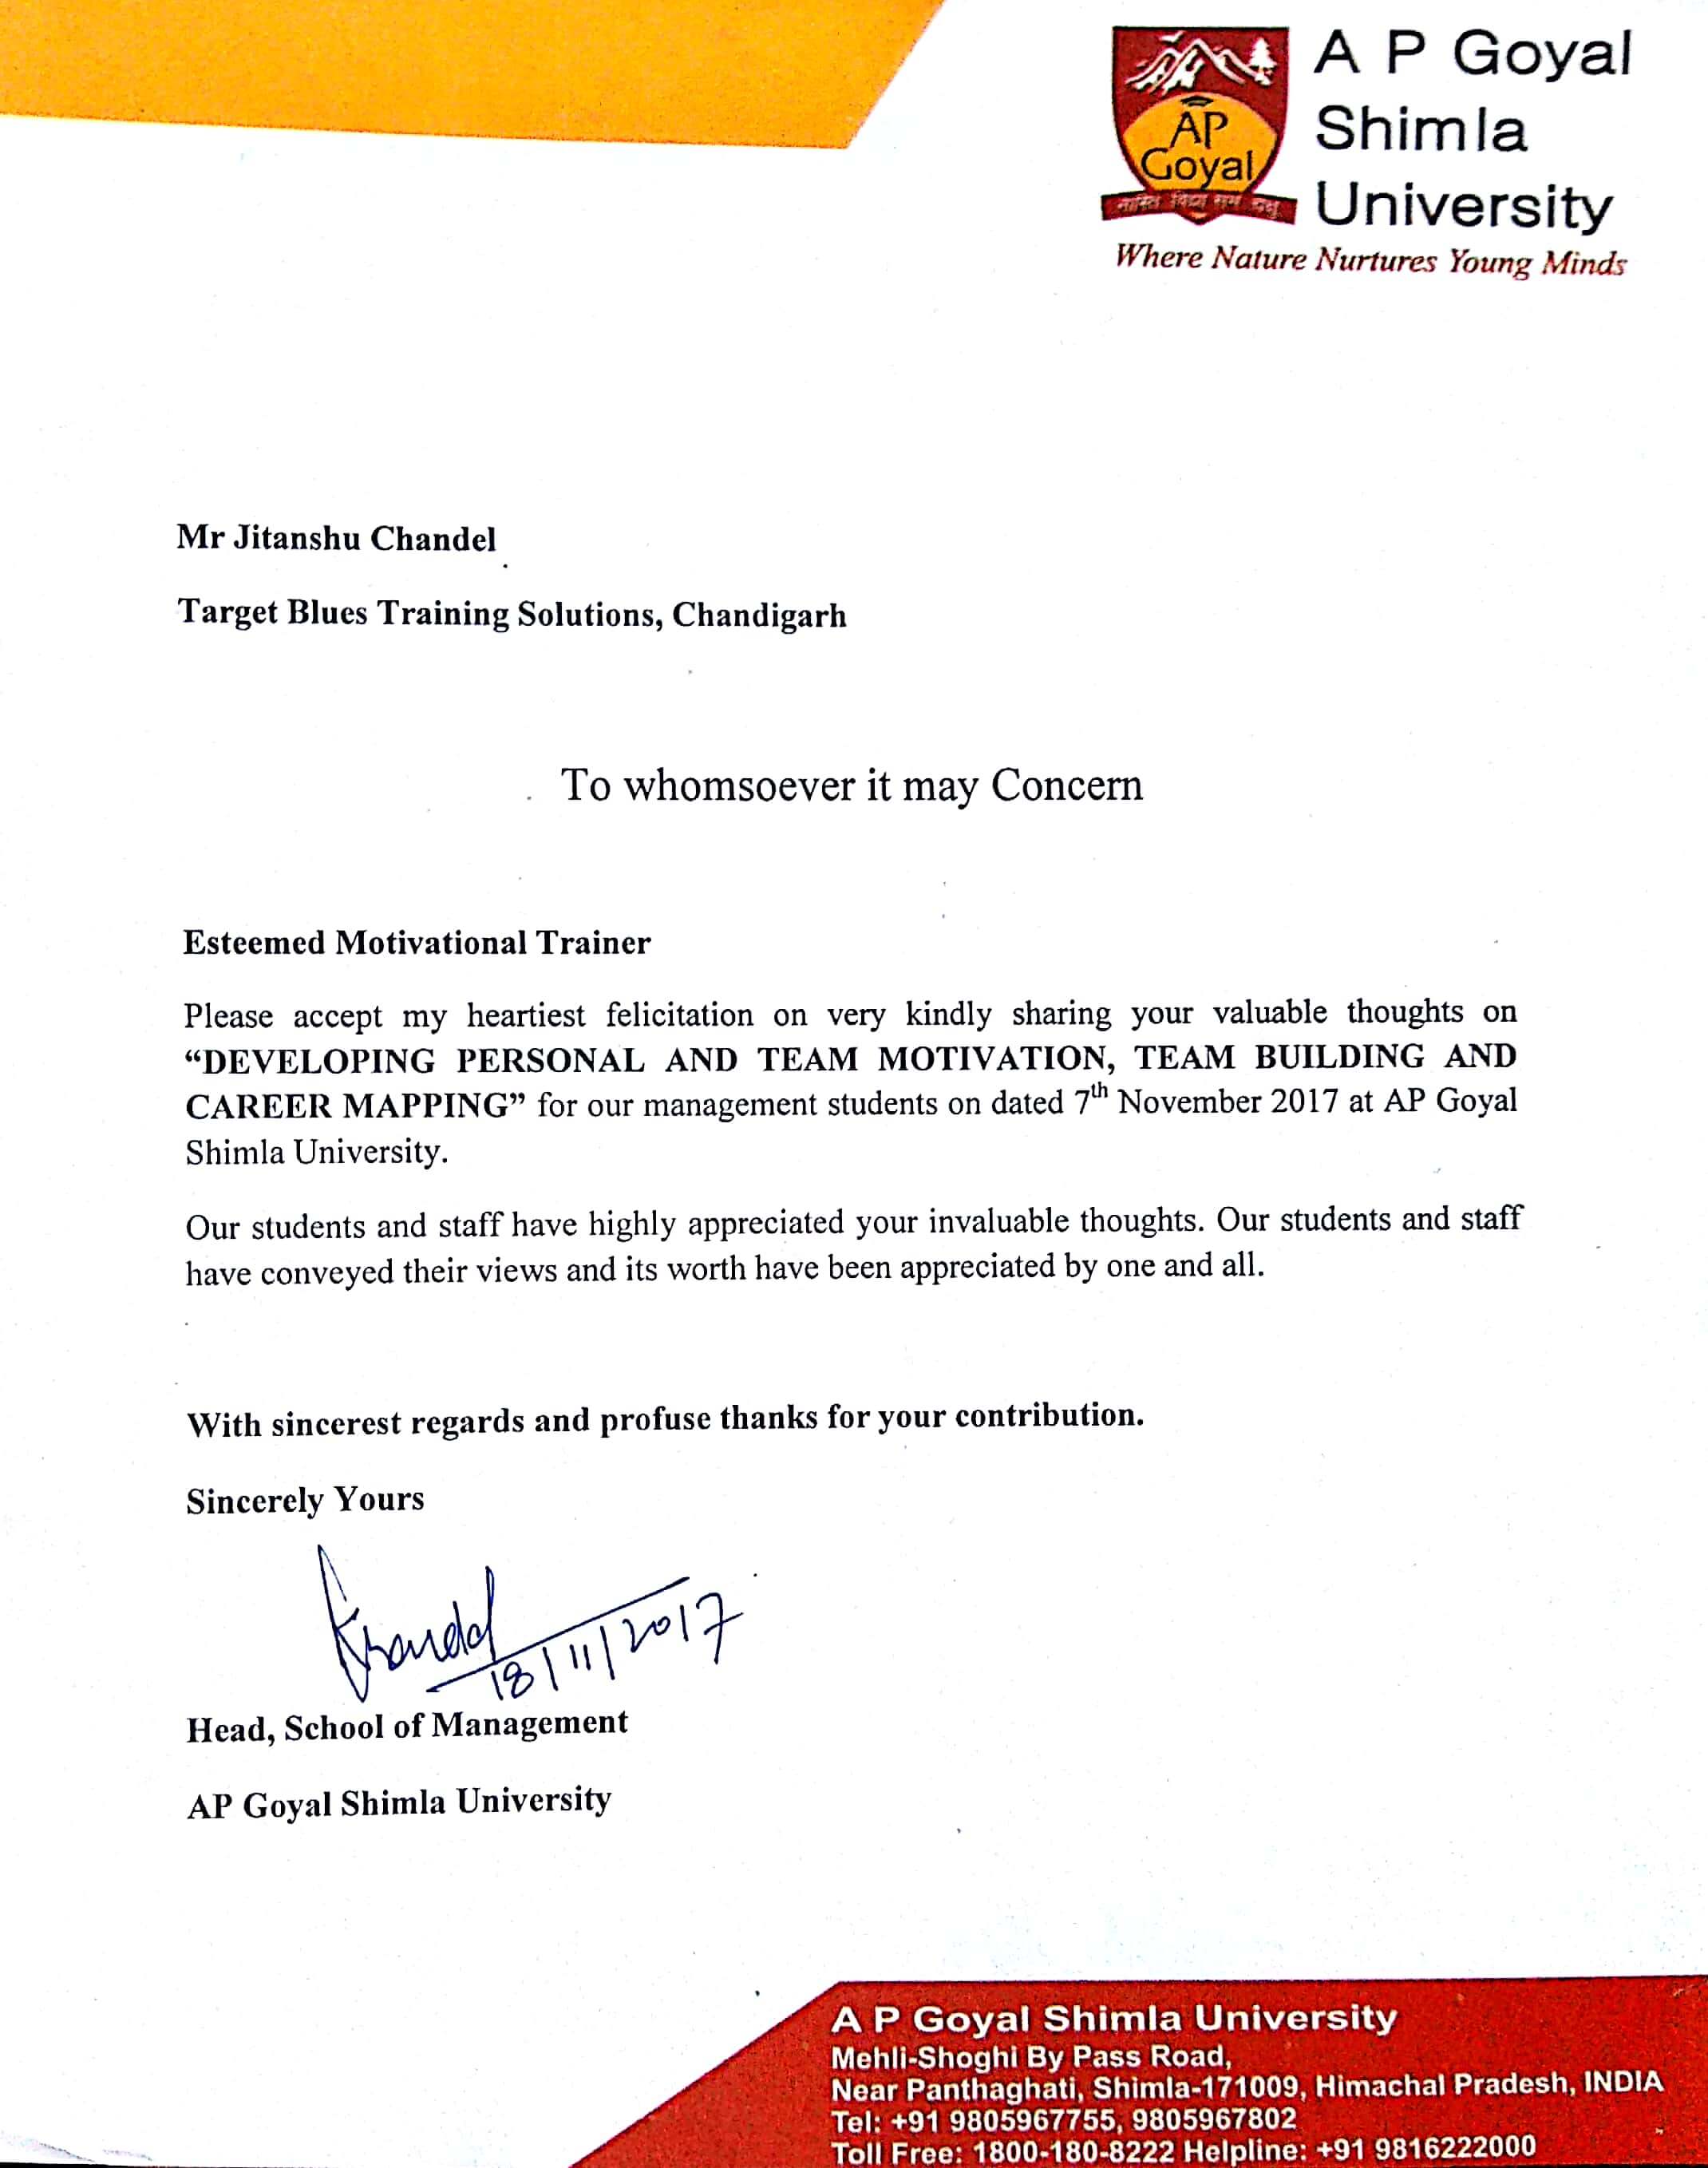 A P Goyal
Shimla
University
AP
Goyal
Where Nature Nurtures Young Minds
Mr Jitanshu Chandel
Target Blues Training Solutions, Chandigarh
To whomsoever it may Concern
Esteemed Motivational Trainer
Please accept my heartiest felicitation on very kindly sharing your valuable thoughts on
“DEVELOPING PERSONAL AND TEAM MOTIVATION, TEAM BUILDING AND
CAREER MAPPING” for our management students on dated 7th November 2017 at AP Goyal
Shimla University.
Our students and staff have highly appreciated your invaluable thoughts. Our students and staff
have conveyed their views and its worth have been appreciated by one and all.
With sincerest regards and profuse thanks for your contribution.
Sincerely Yours
18/11/2017
Head, School of Management
AP Goyal Shimla University
A P Goyal Shimla University
Mehli-Shoghi By Pass Road,
Near Panthaghati, Shimla-171009, Himachal Pradesh, INDIA
Tel: +91 9805967755, 9805967802
Toll Free: 1800-180-8222 Helpline: +91 9816222000